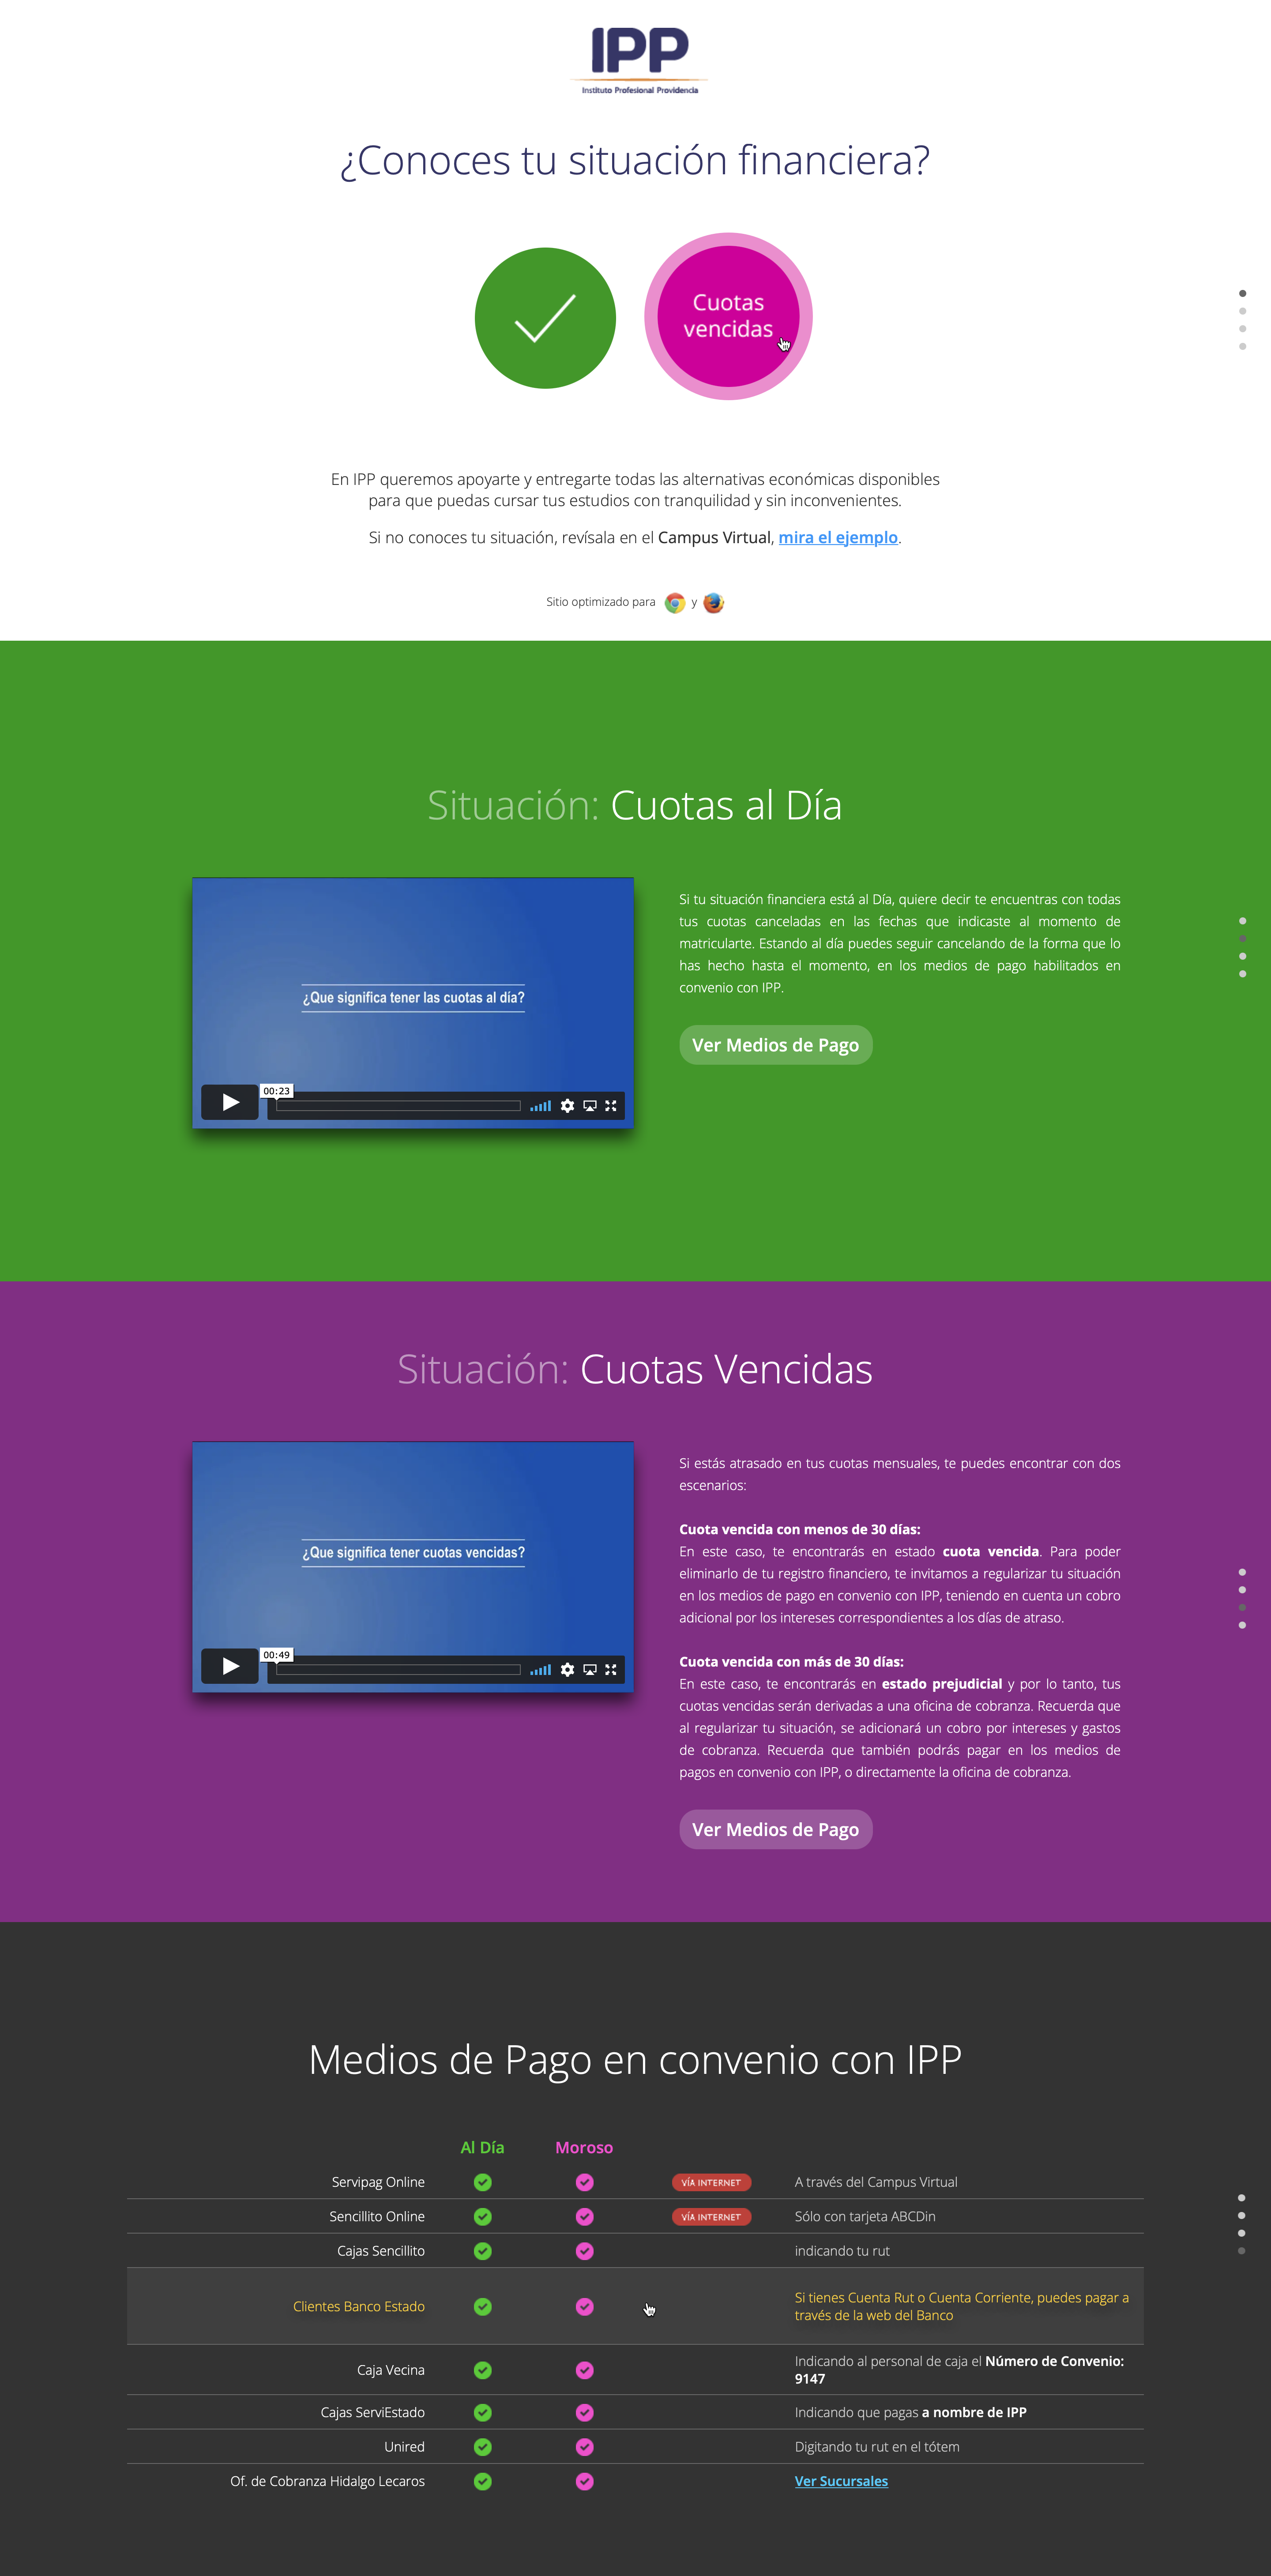 IPP
Instituto Profesional Providencia
¿Conoces tu situación financiera?
Cuotas
vencidas
En IPP queremos apoyarte y entregarte todas las alternativas económicas disponibles
para que puedas cursar tus estudios con tranquilidad y sin inconvenientes.
Si no conoces tu situación, revísala en el Campus Virtual, mira el ejemplo.
Sitio optimizado para y
Situación: Cuotas al Día
¿Que significa tener las cuotas al día?
00:23
Si tu situación financiera está al Día, quiere decir te encuentras con todas
tus cuotas canceladas en las fechas que indicaste al momento de
matricularte. Estando al día puedes seguir cancelando de la forma que lo
has hecho hasta el momento, en los medios de pago habilitados en
convenio con IPP.
Ver Medios de Pago
Situación: Cuotas Vencidas
¿Que significa tener cuotas vencidas?
00:49
Si estás atrasado en tus cuotas mensuales, te puedes encontrar con dos
escenarios:
Cuota vencida con menos de 30 días:
En este caso, te encontrarás en estado cuota vencida. Para poder
eliminarlo de tu registro financiero, te invitamos a regularizar tu situación
en los medios de pago en convenio con IPP, teniendo en cuenta un cobro
adicional por los intereses correspondientes a los días de atraso.
Cuota vencida con más de 30 días:
En este caso, te encontrarás en estado prejudicial y por lo tanto, tus
cuotas vencidas serán derivadas a una oficina de cobranza. Recuerda que
al regularizar tu situación, se adicionará un cobro por intereses y gastos
de cobranza. Recuerda que también podrás pagar en los medios de
pagos en convenio con IPP, o directamente la oficina de cobranza.
Ver Medios de Pago
Medios de Pago en convenio con IPP
Al Día Moroso
Servipag Online VÍA INTERNET A través del Campus Virtual
Sencillito Online VÍA INTERNET Sólo con tarjeta ABCDin
Cajas Sencillito indicando tu rut
Clientes Banco Estado Si tienes Cuenta Rut o Cuenta Corriente, puedes pagar a
través de la web del Banco
Caja Vecina Indicando al personal de caja el Número de Convenio:
9147
Cajas ServiEstado Indicando que pagas a nombre de IPP
Unired Digitando tu rut en el tótem
Of. de Cobranza Hidalgo Lecaros Ver Sucursales